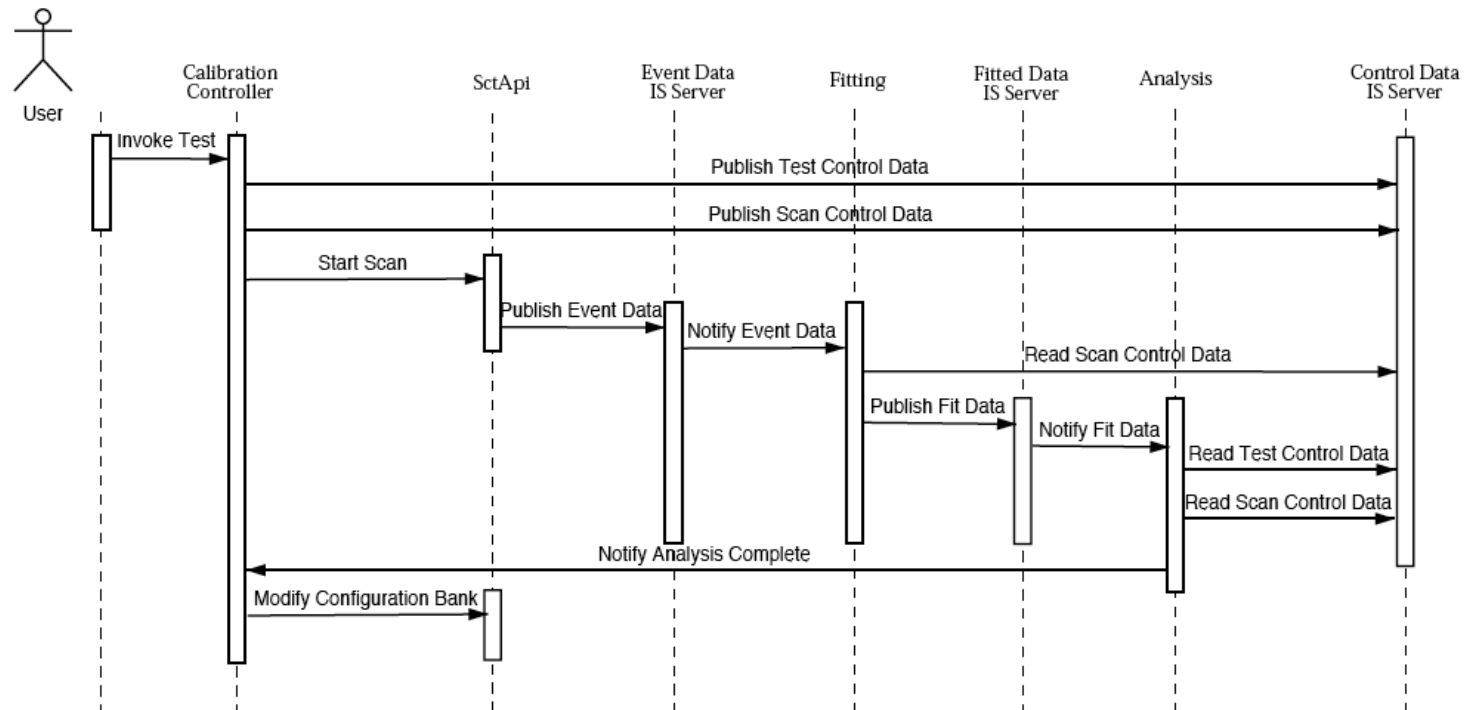 User
Calibration
Controller
SctApi
Event Data
IS Server
Fitting
Fitted Data
IS Server
Analysis
Control Data
IS Server
Invoke Test
Publish Test Control Data
Publish Scan Control Data
Start Scan
Publish Event Data
Notify Event Data
Read Scan Control Data
Publish Fit Data
Notify Fit Data
Read Test Control Data
Read Scan Control Data
Notify Analysis Complete
Modify Configuration Bank